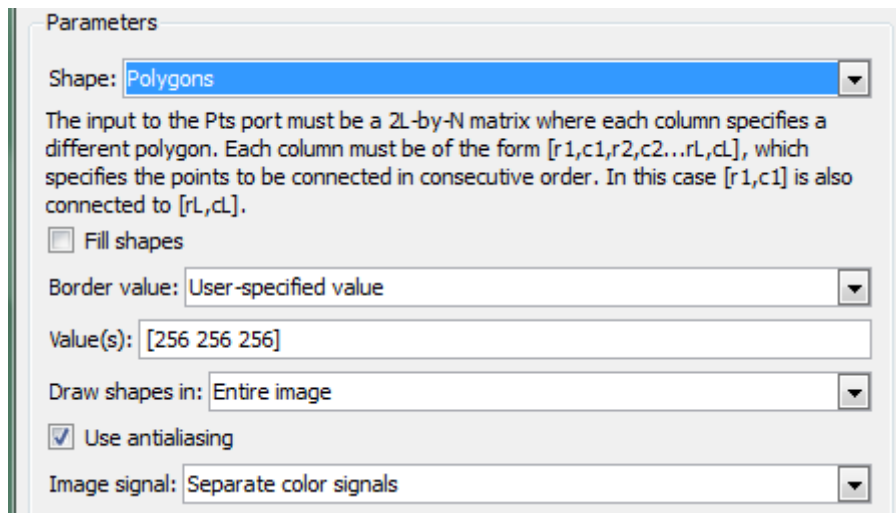 Parameters
Shape: Polygons
The input to the Pts port must be a 2L-by-N matrix where each column specifies a
different polygon. Each column must be of the form [r1,c1,r2,c2...rL,cL], which
specifies the points to be connected in consecutive order. In this case [r1,c1] is also
connected to [rL,cL].
Fill shapes
Border value: User-specified value
Value(s): [256 256 256]
Draw shapes in: Entire image
Use antialiasing
Image signal: Separate color signals